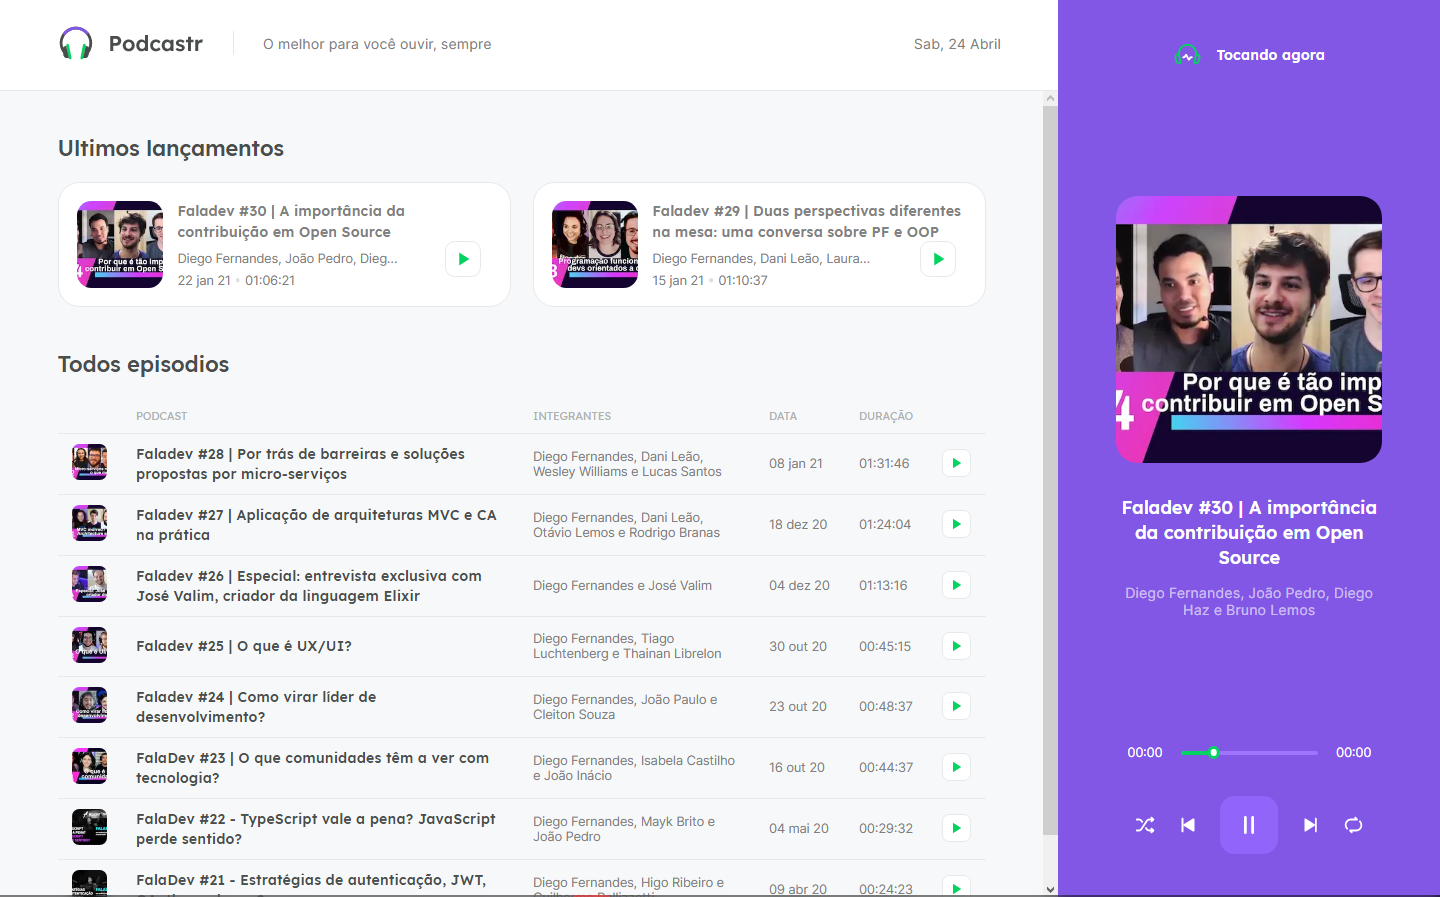 Podcastr
O melhor para você ouvir, sempre
Sab, 24 Abril
Ultimos lançamentos
Faladev #30 | A importância da
contribuição em Open Source
Diego Fernandes, João Pedro, Dieg...
22 jan 21 • 01:06:21
Por que é tão imp
contribuir em Open S
Faladev #29 | Duas perspectivas diferentes
na mesa: uma conversa sobre PF e OOP
Diego Fernandes, Dani Leão, Laura...
15 jan 21 • 01:10:37
Programação funcion
devs orientados a o
Todos episodios
PODCAST INTEGRANTES DATA DURAÇÃO
Faladev #28 | Por trás de barreiras e soluções
propostas por micro-serviços
Diego Fernandes, Dani Leão,
Wesley Williams e Lucas Santos
08 jan 21
01:31:46
Faladev #27 | Aplicação de arquiteturas MVC e CA
na prática
Diego Fernandes, Dani Leão,
Otávio Lemos e Rodrigo Branas
18 dez 20
01:24:04
Faladev #26 | Especial: entrevista exclusiva com
José Valim, criador da linguagem Elixir
Diego Fernandes e José Valim
04 dez 20
01:13:16
Faladev #25 | O que é UX/UI?
Diego Fernandes, Tiago
Luchtenberg e Thainan Librelon
30 out 20
00:45:15
Faladev #24 | Como virar líder de
desenvolvimento?
Diego Fernandes, João Paulo e
Cleiton Souza
23 out 20
00:48:37
FalaDev #23 | O que comunidades têm a ver com
tecnologia?
Diego Fernandes, Isabela Castilho
e João Inácio
16 out 20
00:44:37
FalaDev #22 - TypeScript vale a pena? JavaScript
perde sentido?
Diego Fernandes, Mayk Brito e
João Pedro
04 mai 20
00:29:32
FalaDev #21 - Estratégias de autenticação, JWT,
Diego Fernandes, Higo Ribeiro e
09 abr 20
00:24:23
Tocando agora
Por que é tão imp
4 contribuir em Open S
Faladev #30 | A importância
da contribuição em Open
Source
Diego Fernandes, João Pedro, Diego
Haz e Bruno Lemos
00:00
00:00